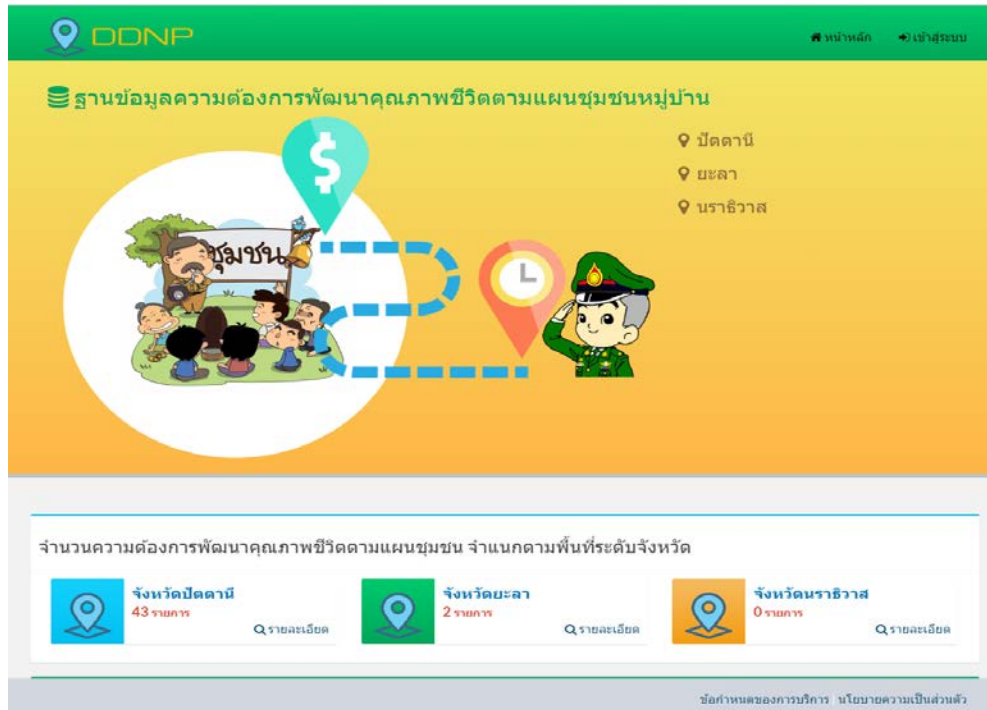 DDNP
หน้าหลัก เข้าสู่ระบบ
ฐานข้อมูลความต้องการพัฒนาคุณภาพชีวิตตามแผนชุมชนหมู่บ้าน
ปัตตานี
ยะลา
นราธิวาส
$
ชุมชน
จำนวนความต้องการพัฒนาคุณภาพชีวิตตามแผนชุมชน จำแนกตามพื้นที่ระดับจังหวัด
จังหวัดปัตตานี จังหวัดยะลา จังหวัดนราธิวาส
43 รายการ 2 รายการ 0 รายการ
รายละเอียด รายละเอียด รายละเอียด
ข้อกำหนดของการบริการ นโยบายความเป็นส่วนตัว